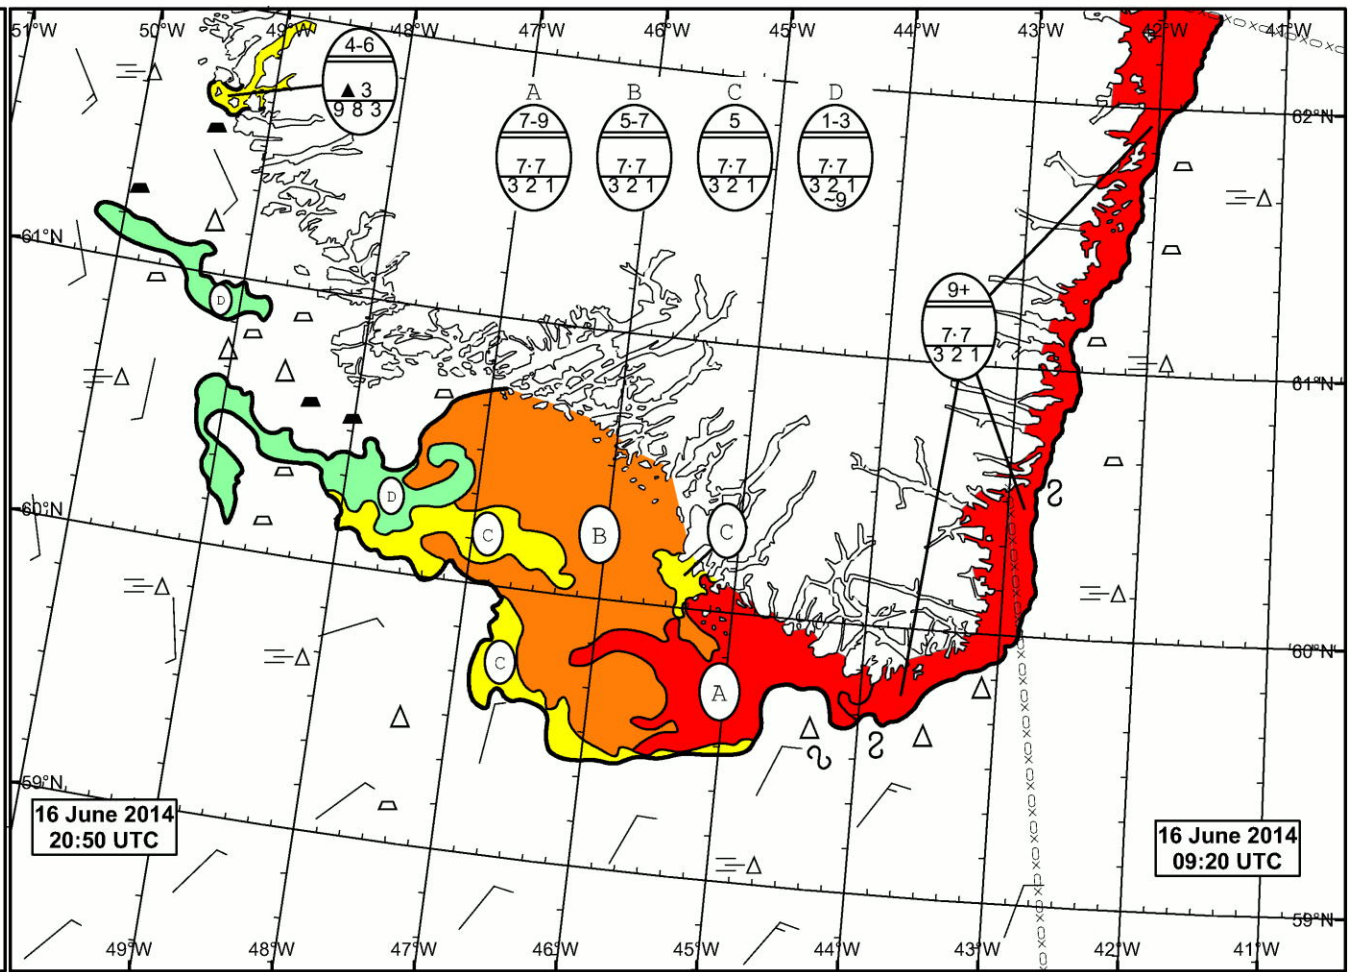 51°W 50°W 49°W 48°W 47°W 46°W 45°W 44°W 43°W 42°W 41°W
4-6
▲ 3
9 8 3
A B C D
7-9 5-7 5 1-3
7·7 7·7 7·7 7·7
3 2 1 3 2 1 3 2 1 3 2 1
~9
62°N
61°N
D
9+
7·7
3 2 1
61°N
60°N
D
C
B
C
60°N
C
A
59°N
16 June 2014
20:50 UTC
16 June 2014
09:20 UTC
59°N
49°W 48°W 47°W 46°W 45°W 44°W 43°W 42°W 41°W